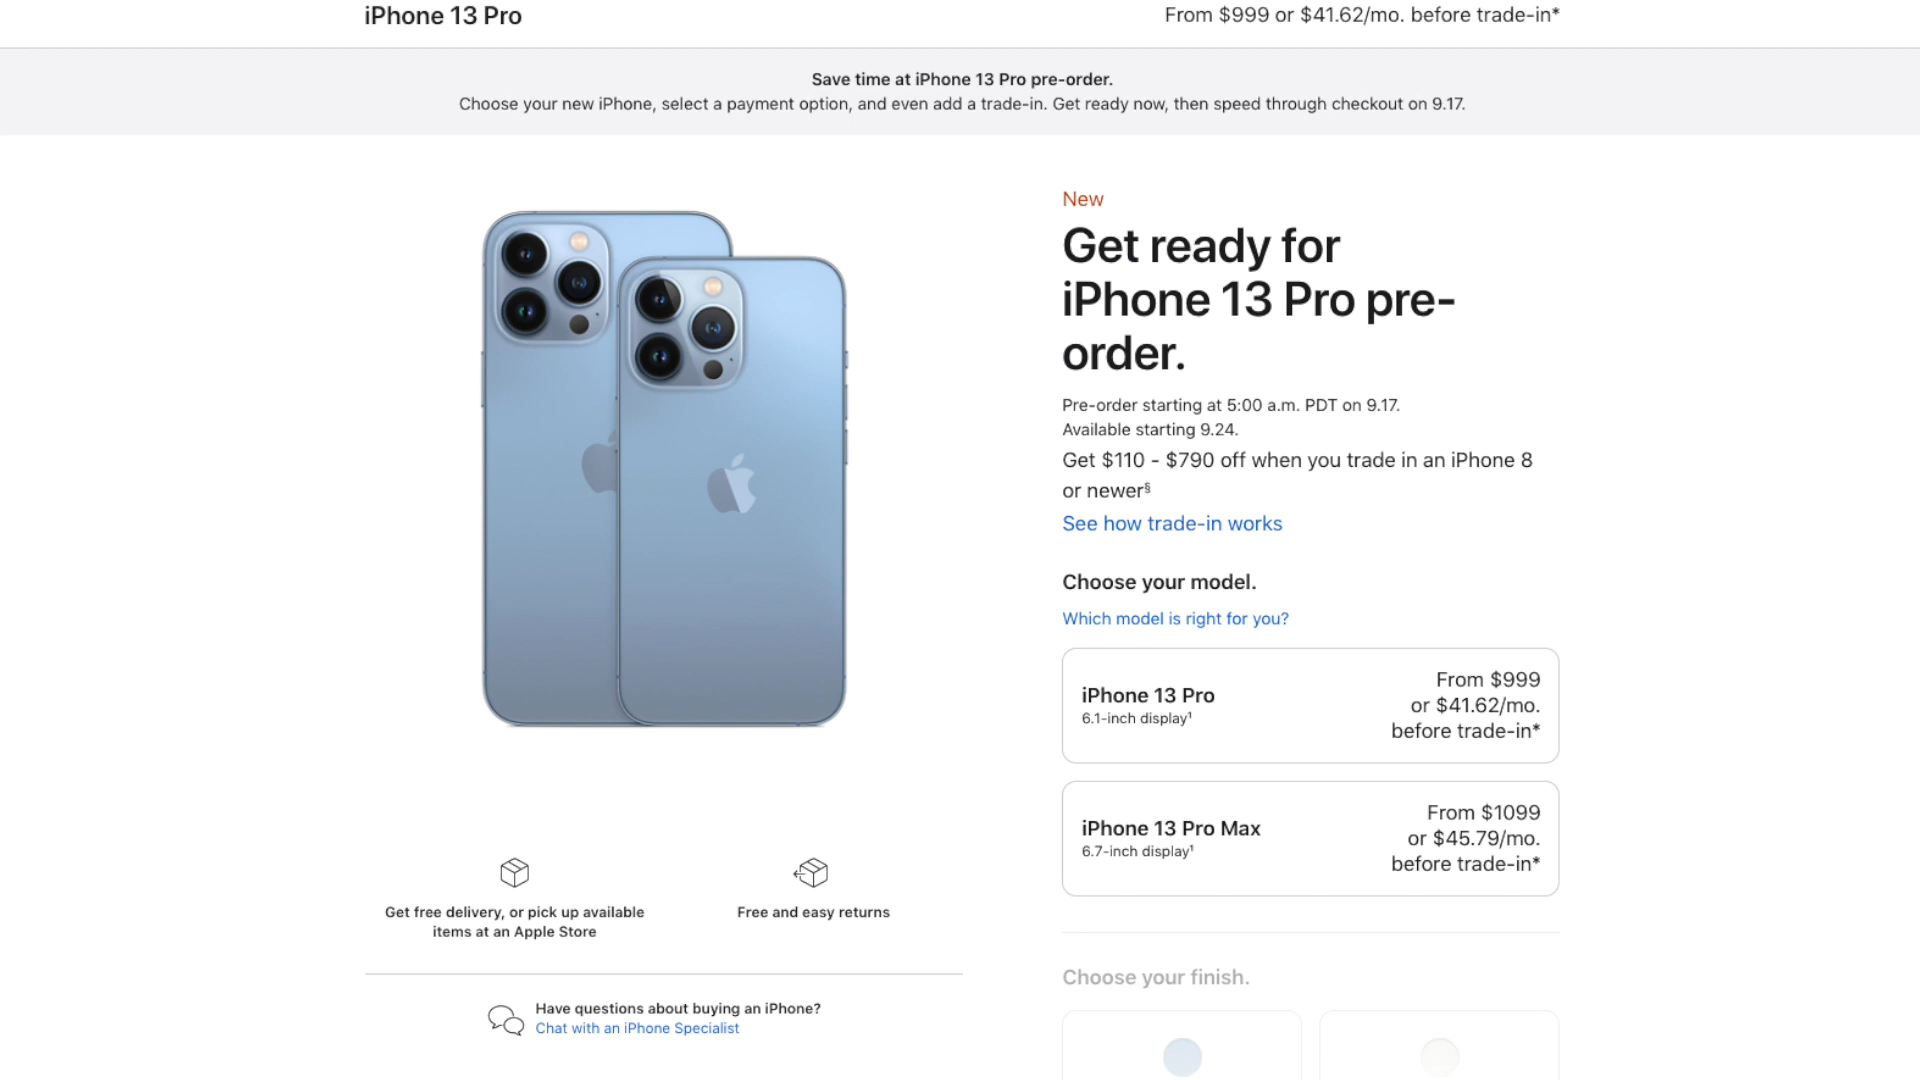 iPhone 13 Pro
From $999 or $41.62/mo. before trade-in*
Save time at iPhone 13 Pro pre-order.
Choose your new iPhone, select a payment option, and even add a trade-in. Get ready now, then speed through checkout on 9.17.
New
Get ready for
iPhone 13 Pro pre-
order.
Pre-order starting at 5:00 a.m. PDT on 9.17.
Available starting 9.24.
Get $110 - $790 off when you trade in an iPhone 8
or newer§
See how trade-in works
Choose your model.
Which model is right for you?
iPhone 13 Pro
6.1-inch display¹
From $999
or $41.62/mo.
before trade-in*
iPhone 13 Pro Max
6.7-inch display¹
From $1099
or $45.79/mo.
before trade-in*
Choose your finish.
Get free delivery, or pick up available
items at an Apple Store
Free and easy returns
Have questions about buying an iPhone?
Chat with an iPhone Specialist